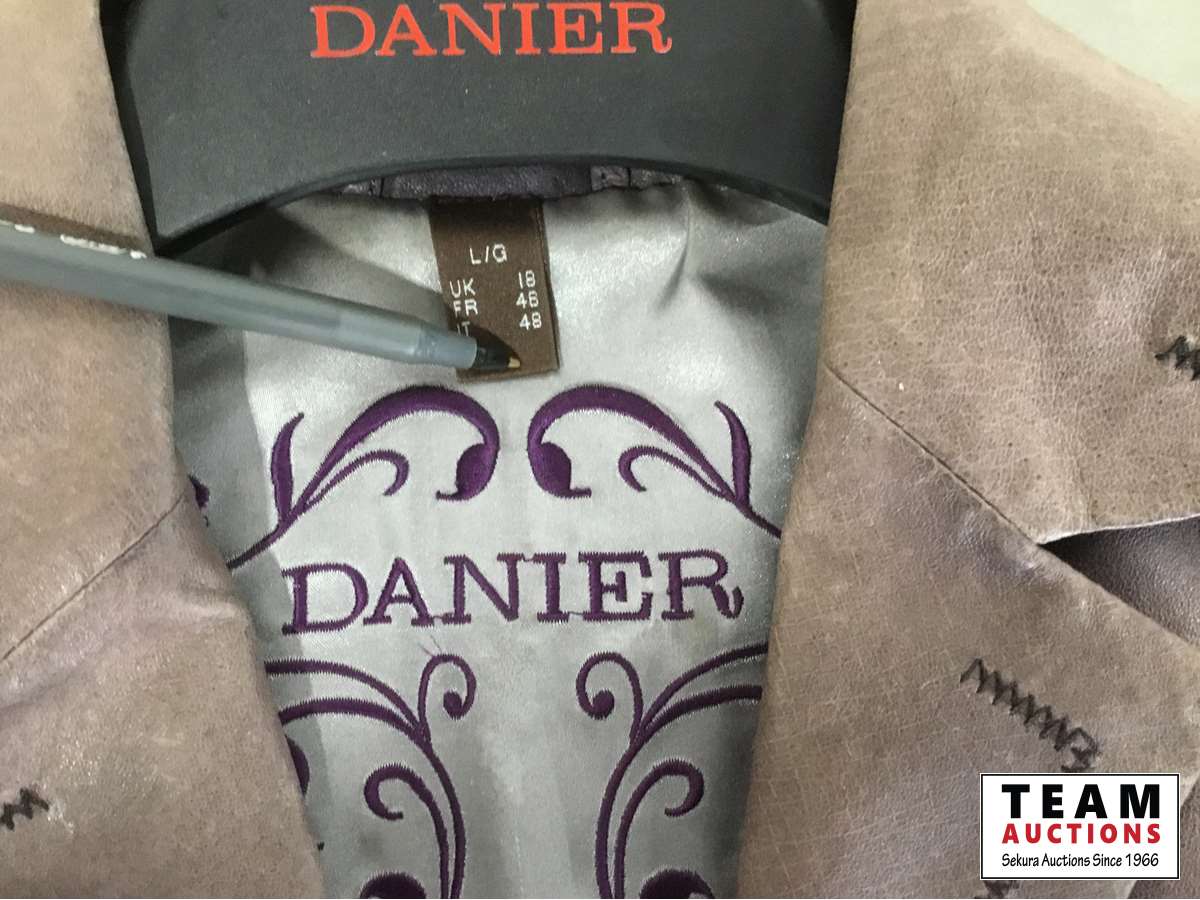 DANIER
L/G
UK 18
FR 46
IT 48
DANIER
TEAM
AUCTIONS
Sekura Auctions Since 1966